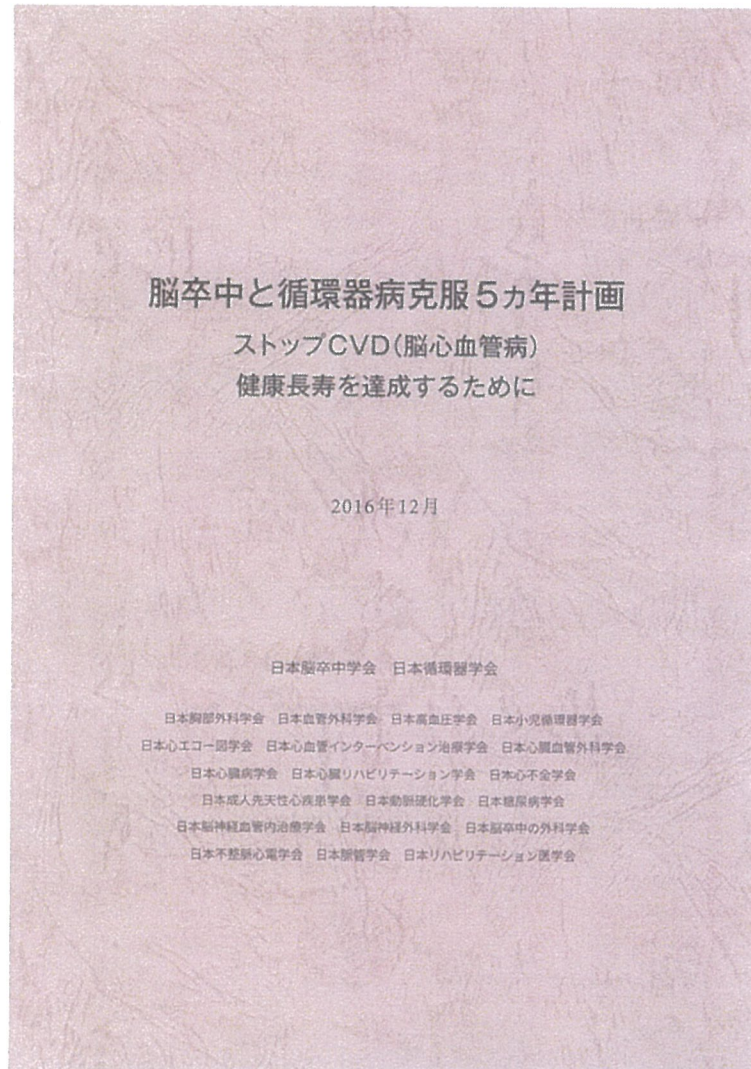 脳卒中と循環器病克服5ヵ年計画
ストップCVD(脳心血管病)
健康長寿を達成するために
2016年12月
日本脳卒中学会　日本循環器学会
日本胸部外科学会　日本血管外科学会　日本高血圧学会　日本小児循環器学会
日本心エコー図学会　日本心血管インターベンション治療学会　日本心臓血管外科学会
日本心臓病学会　日本心臓リハビリテーション学会　日本心不全学会
日本成人先天性心疾患学会　日本動脈硬化学会　日本糖尿病学会
日本脳神経血管内治療学会　日本脳神経外科学会　日本脳卒中の外科学会
日本不整脈心電学会　日本脈管学会　日本リハビリテーション医学会